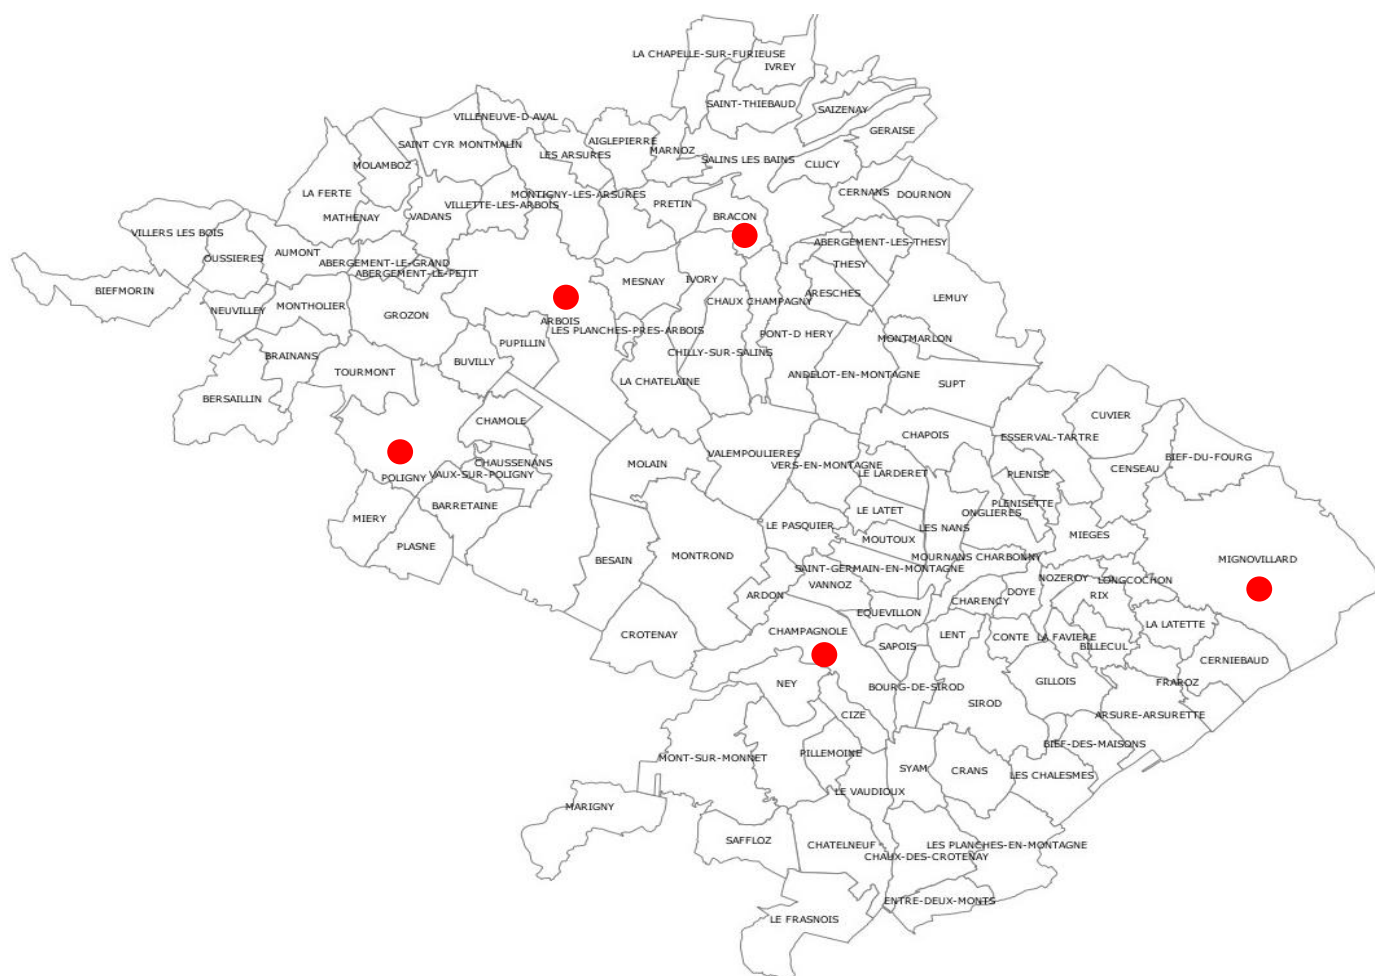 LA CHAPELLE-SUR-FURIEUSE
IVREY
SAINT-THIEBAUD
SAIZENAY
VILLENEUVE-D-AVAL
GERAISE
SAINT CYR MONTMALIN
AIGLEPIERRE
MARNOZ
LES ARSURES
SALINS LES BAINS
CLUCY
MOLAMBOZ
LA FERTE
MONTIGNY-LES-ARSURES
CERNANS
DOURNON
VILLETTE-LES-ARBOIS
PRETIN
MATHENAY
VADANS
BRACON
VILLERS LES BOIS
ABERGEMENT-LES-THESY
AUMONT
OUSSIERES
ABERGEMENT-LE-GRAND
THESY
ABERGEMENT-LE-PETIT
MESNAY
IVORY
BIEFMORIN
ARESCHES
LEMUY
CHAUX CHAMPAGNY
MONTHOLIER
NEUVILLEY
GROZON
ARBOIS
LES PLANCHES-PRES-ARBOIS
PONT-D HERY
MONTMARLON
PUPILLIN
CHILLY-SUR-SALINS
BRAINANS
BUVILLY
TOURMONT
ANDELOT-EN-MONTAGNE
LA CHATELAINE
SUPT
BERSAILLIN
CUVIER
CHAMOLE
CHAPOIS
ESSERVAL-TARTRE
VALEMPOULIERES
BIEF-DU-FOURG
CHAUSSENANS
MOLAIN
VERS-EN-MONTAGNE
CENSEAU
LE LARDERET
PLENISE
VAUX-SUR-POLIGNY
POLIGNY
PLENISETTE
BARRETAINE
LE LATET
ONGLIERES
MIERY
LE PASQUIER
LES NANS
MIEGES
MOUTOUX
PLASNE
MONTROND
BESAIN
MOURNANS CHARBONNY
MIGNOVILLARD
SAINT-GERMAIN-EN-MONTAGNE
NOZEROY
LONGCOCHON
VANNOZ
DOYE
RIX
ARDON
CHARENCY
EQUEVILLON
LA LATETTE
CROTENAY
CHAMPAGNOLE
LENT
CONTE
LA FAVIERE
SAPOIS
BILLECUL
CERNIEBAUD
NEY
BOURG-DE-SIROD
GILLOIS
FRAROZ
SIROD
CIZE
ARSURE-ARSURETTE
BIEF-DES-MAISONS
PILLEMOINE
MONT-SUR-MONNET
SYAM
CRANS
LES CHALESMES
LE VAUDIOUX
MARIGNY
SAFFLOZ
CHATELNEUF
LES PLANCHES-EN-MONTAGNE
CHAUX-DES-CROTENAY
ENTRE-DEUX-MONTS
LE FRASNOIS